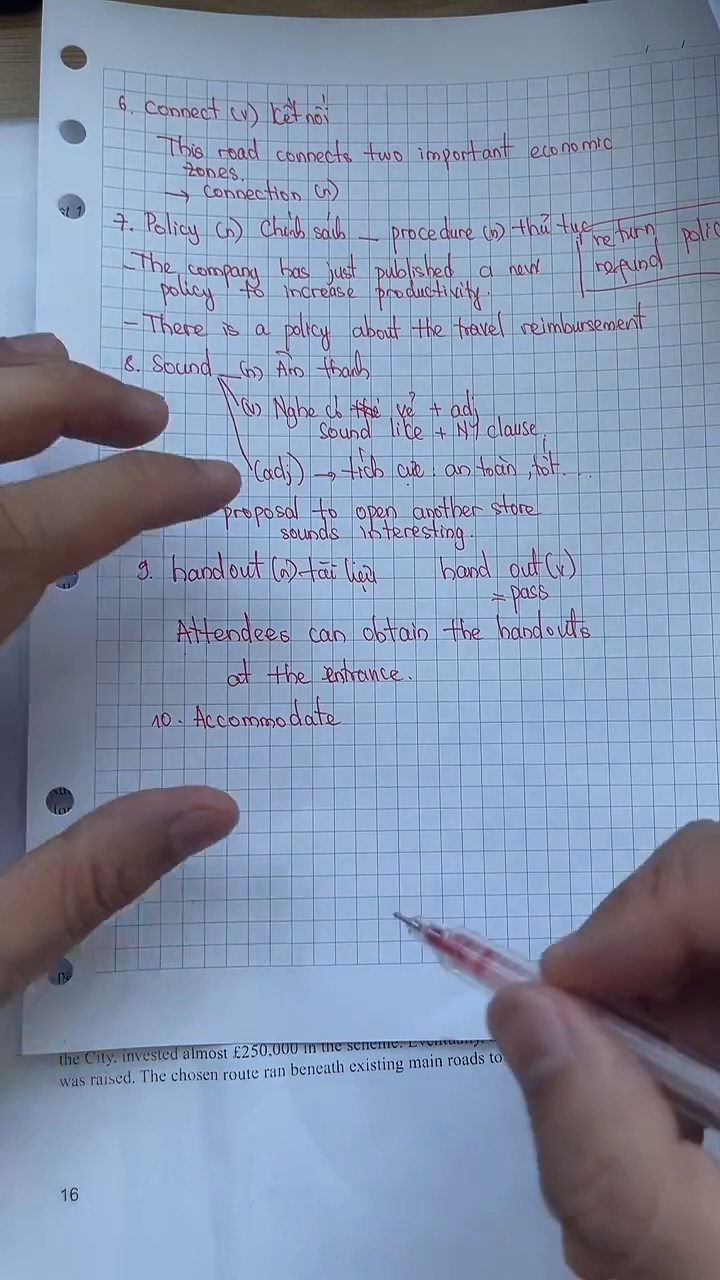 6. Connect (v) kết nối
This road connects two important economic
zones.
→ connection (n)
7. Policy (n) chính sách _ procedure (n) thủ tục
return polic
refund
- The company has just published a new
policy to increase productivity.
- There is a policy about the travel reimbursement
8. Sound (n) Âm thanh
(v) Nghe có vẻ + adj
sound like + N/clause
(adj) → tích cực: an toàn, tốt...
proposal to open another store
sounds interesting.
9. handout (n) - tài liệu hand out (v)
= pass
Attendees can obtain the handouts
at the entrance.
10. Accommodate
the City, invested almost £250,000 in the scheme.
was raised. The chosen route ran beneath existing main roads to
16